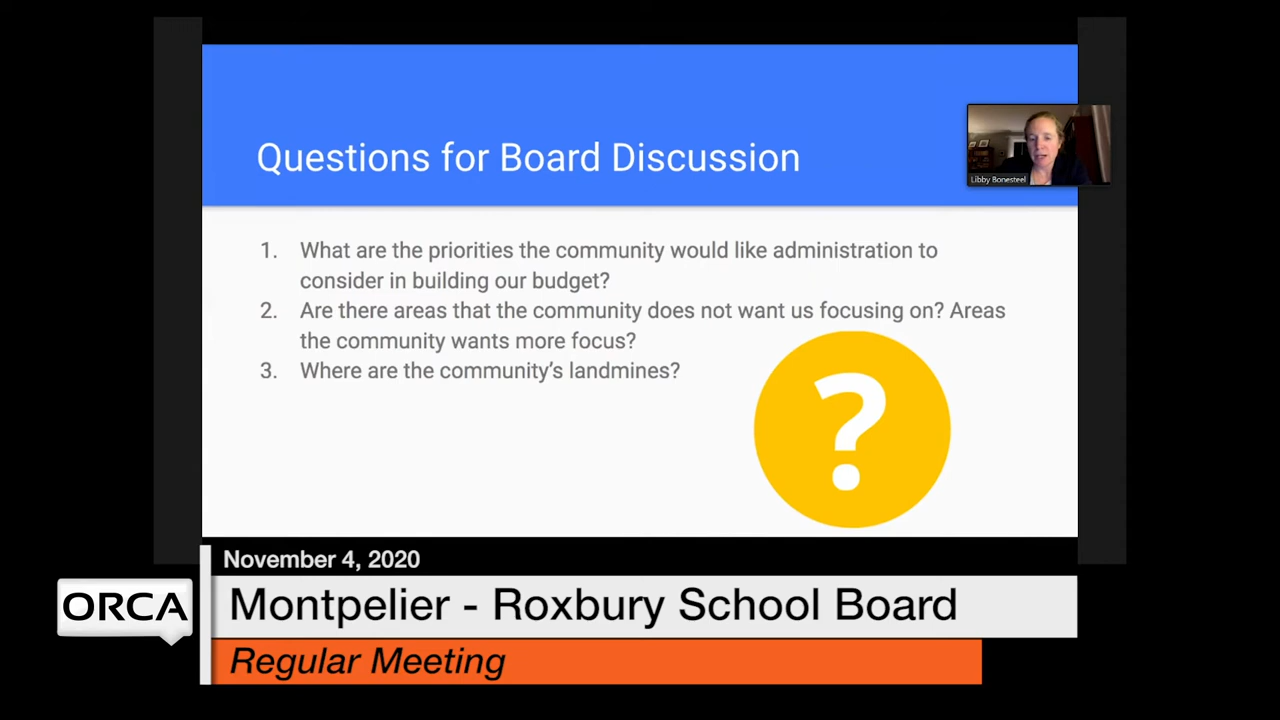 Questions for Board Discussion
Libby Bonesteel
1. What are the priorities the community would like administration to
consider in building our budget?
2. Are there areas that the community does not want us focusing on? Areas
the community wants more focus?
3. Where are the community's landmines?
?
November 4, 2020
ORCA
Montpelier - Roxbury School Board
Regular Meeting